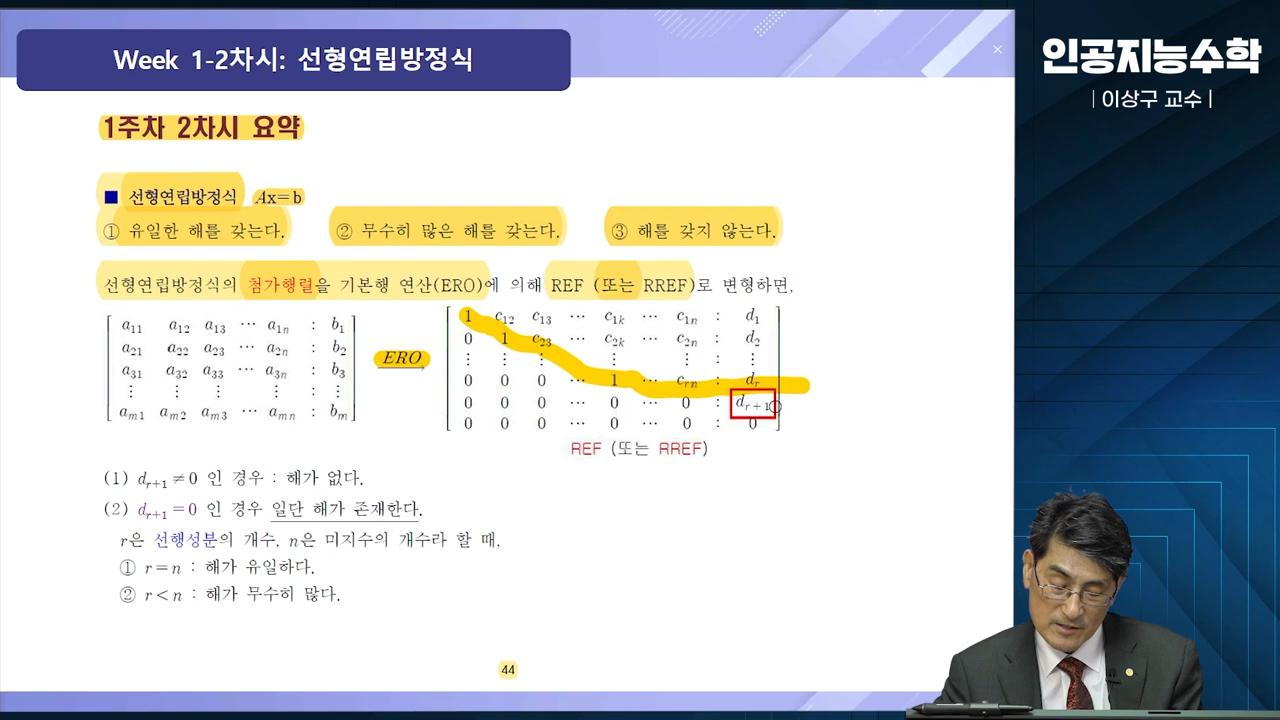 Week 1-2차시: 선형연립방정식
인공지능수학
| 이상구 교수 |
1주차 2차시 요약
■ 선형연립방정식 Ax=b
① 유일한 해를 갖는다. ② 무수히 많은 해를 갖는다. ③ 해를 갖지 않는다.
선형연립방정식의 첨가행렬을 기본행 연산(ERO)에 의해 REF (또는 RREF)로 변형하면,
a₁₁ a₁₂ a₁₃ ⋯ a₁ₙ : b₁
a₂₁ a₂₂ a₂₃ ⋯ a₂ₙ : b₂
a₃₁ a₃₂ a₃₃ ⋯ a₃ₙ : b₃
⋮ ⋮ ⋮ ⋮ : ⋮
aₘ₁ aₘ₂ aₘ₃ ⋯ aₘₙ : bₘ
ERO
1 c₁₂ c₁₃ ⋯ c₁ₖ ⋯ c₁ₙ : d₁
0 1 c₂₃ ⋯ c₂ₖ ⋯ c₂ₙ : d₂
⋮ ⋮ ⋮ ⋮ ⋮ : ⋮
0 0 0 ⋯ 1 ⋯ cᵣₙ : dᵣ
0 0 0 ⋯ 0 ⋯ 0 : dᵣ₊₁
0 0 0 ⋯ 0 ⋯ 0 : 0
REF (또는 RREF)
(1) dᵣ₊₁≠0 인 경우 : 해가 없다.
(2) dᵣ₊₁=0 인 경우 일단 해가 존재한다.
r은 선행성분의 개수, n은 미지수의 개수라 할 때,
① r=n : 해가 유일하다.
② r<n : 해가 무수히 많다.
44